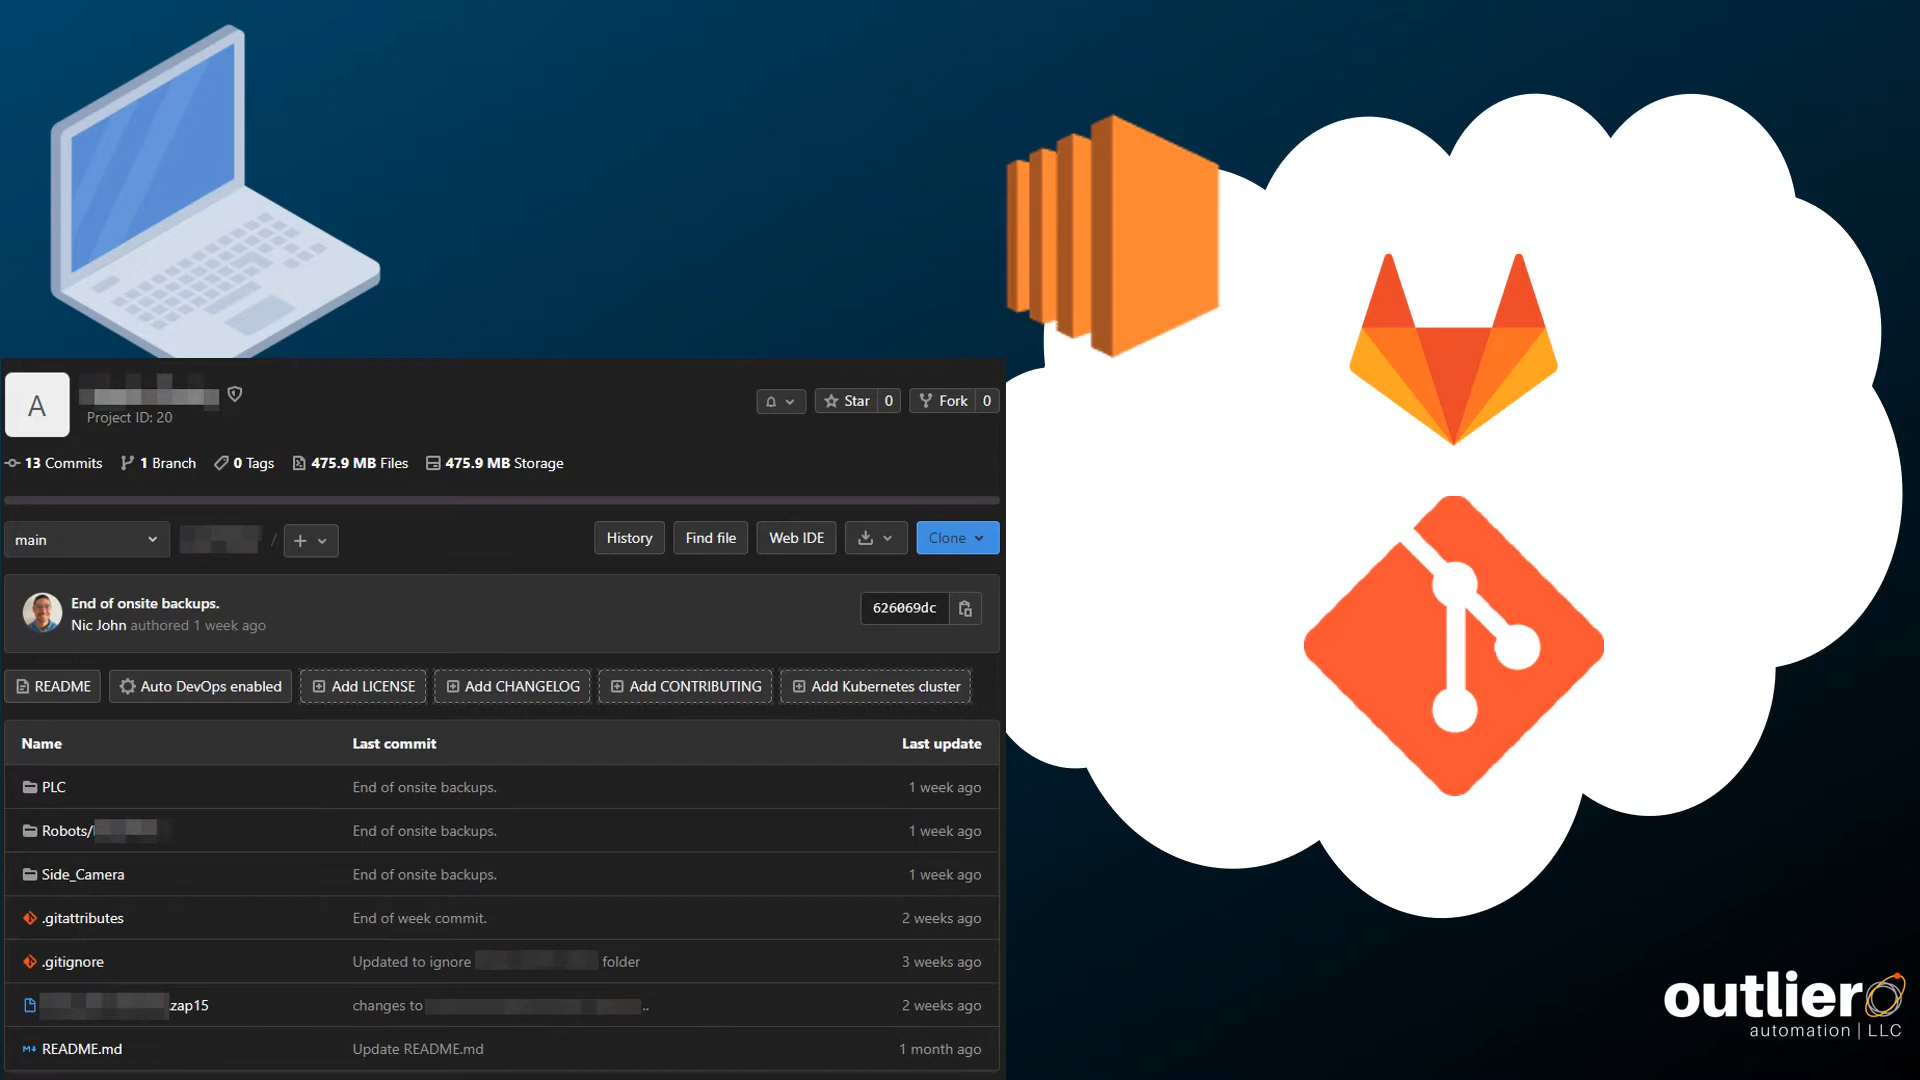 A
Project ID: 20
Star 0 Fork 0
13 Commits 1 Branch 0 Tags 475.9 MB Files 475.9 MB Storage
main / + History Find file Web IDE Clone
End of onsite backups.
Nic John authored 1 week ago
626069dc
README Auto DevOps enabled Add LICENSE Add CHANGELOG Add CONTRIBUTING Add Kubernetes cluster
Name Last commit Last update
PLC End of onsite backups. 1 week ago
Robots/ End of onsite backups. 1 week ago
Side_Camera End of onsite backups. 1 week ago
.gitattributes End of week commit. 2 weeks ago
.gitignore Updated to ignore folder 3 weeks ago
zap15 changes to .. 2 weeks ago
README.md Update README.md 1 month ago
outlier
automation | LLC